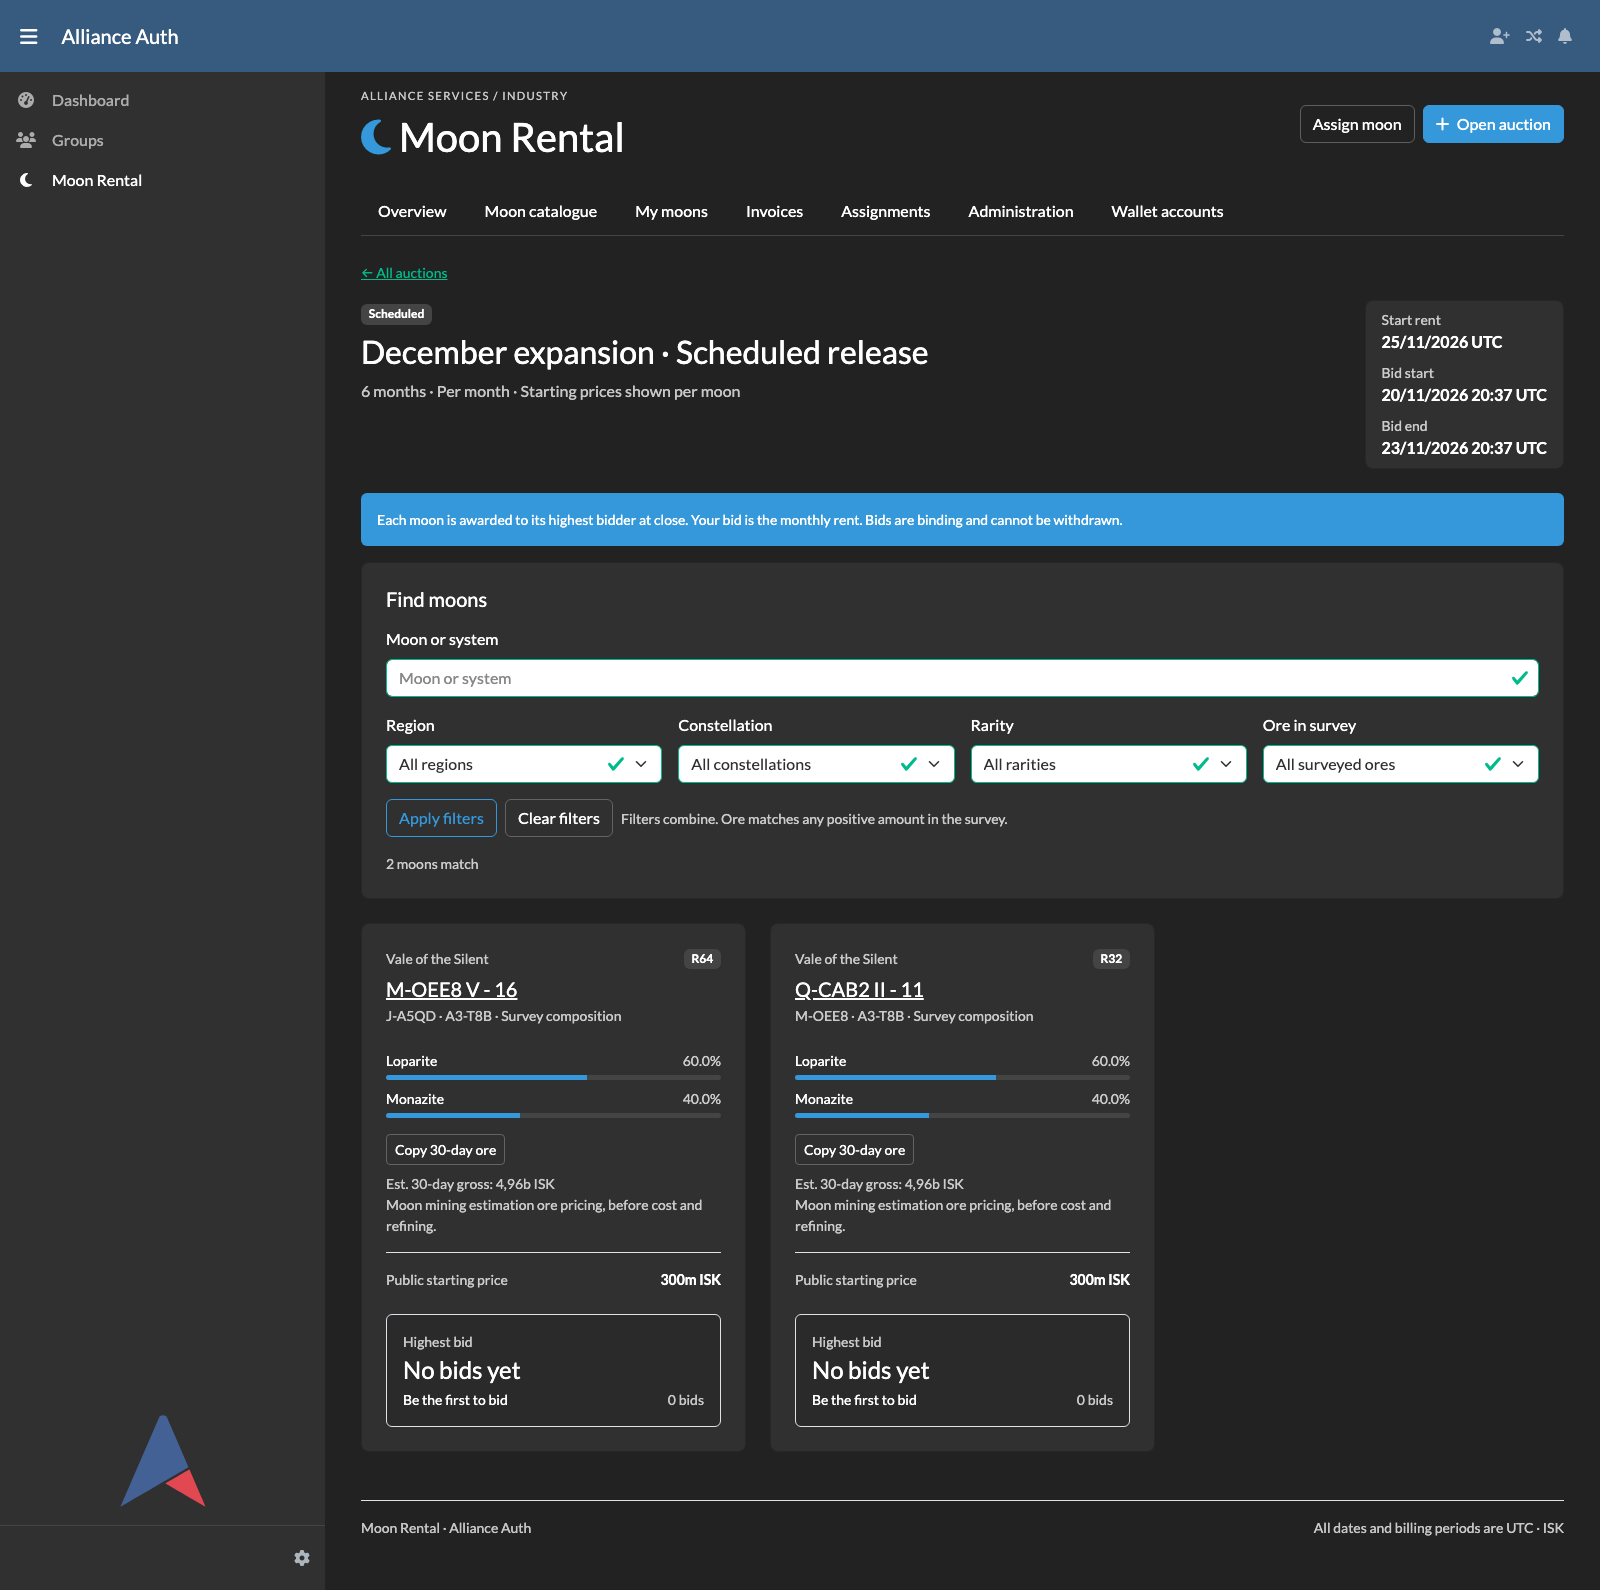 Alliance Auth
Dashboard
Groups
Moon Rental
ALLIANCE SERVICES / INDUSTRY
Moon Rental
Assign moon
Open auction
Overview
Moon catalogue
My moons
Invoices
Assignments
Administration
Wallet accounts
← All auctions
Scheduled
December expansion · Scheduled release
6 months · Per month · Starting prices shown per moon
Start rent
25/11/2026 UTC
Bid start
20/11/2026 20:37 UTC
Bid end
23/11/2026 20:37 UTC
Each moon is awarded to its highest bidder at close. Your bid is the monthly rent. Bids are binding and cannot be withdrawn.
Find moons
Moon or system
Moon or system
Region
Constellation
Rarity
Ore in survey
All regions
All constellations
All rarities
All surveyed ores
Apply filters
Clear filters
Filters combine. Ore matches any positive amount in the survey.
2 moons match
Vale of the Silent
R64
M-OEE8 V - 16
J-A5QD · A3-T8B · Survey composition
Loparite
60.0%
Monazite
40.0%
Copy 30-day ore
Est. 30-day gross: 4,96b ISK
Moon mining estimation ore pricing, before cost and
refining.
Public starting price
300m ISK
Highest bid
No bids yet
Be the first to bid
0 bids
Vale of the Silent
R32
Q-CAB2 II - 11
M-OEE8 · A3-T8B · Survey composition
Loparite
60.0%
Monazite
40.0%
Copy 30-day ore
Est. 30-day gross: 4,96b ISK
Moon mining estimation ore pricing, before cost and
refining.
Public starting price
300m ISK
Highest bid
No bids yet
Be the first to bid
0 bids
Moon Rental · Alliance Auth
All dates and billing periods are UTC · ISK